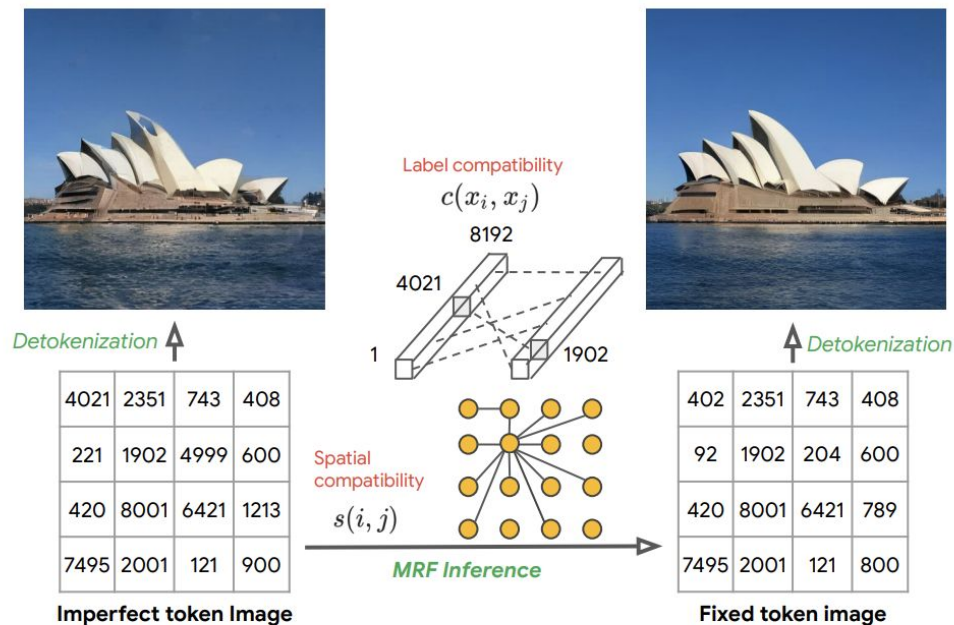 Label compatibility
c(x_i, x_j)
8192
4021
1
1902
Detokenization
Detokenization
4021 2351 743 408
221 1902 4999 600
420 8001 6421 1213
7495 2001 121 900
Spatial
compatibility
s(i, j)
MRF Inference
402 2351 743 408
92 1902 204 600
420 8001 6421 789
7495 2001 121 800
Imperfect token Image
Fixed token image